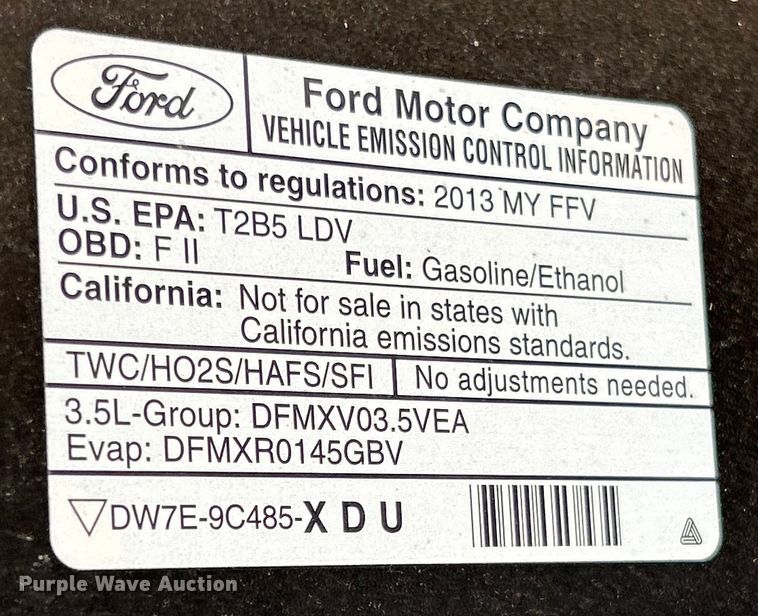 Ford
Ford Motor Company
VEHICLE EMISSION CONTROL INFORMATION
Conforms to regulations: 2013 MY FFV
U.S. EPA: T2B5 LDV
OBD: F II
Fuel: Gasoline/Ethanol
California: Not for sale in states with
California emissions standards.
TWC/HO2S/HAFS/SFI
No adjustments needed.
3.5L-Group: DFMXV03.5VEA
Evap: DFMXR0145GBV
DW7E-9C485-X D U
Purple Wave Auction